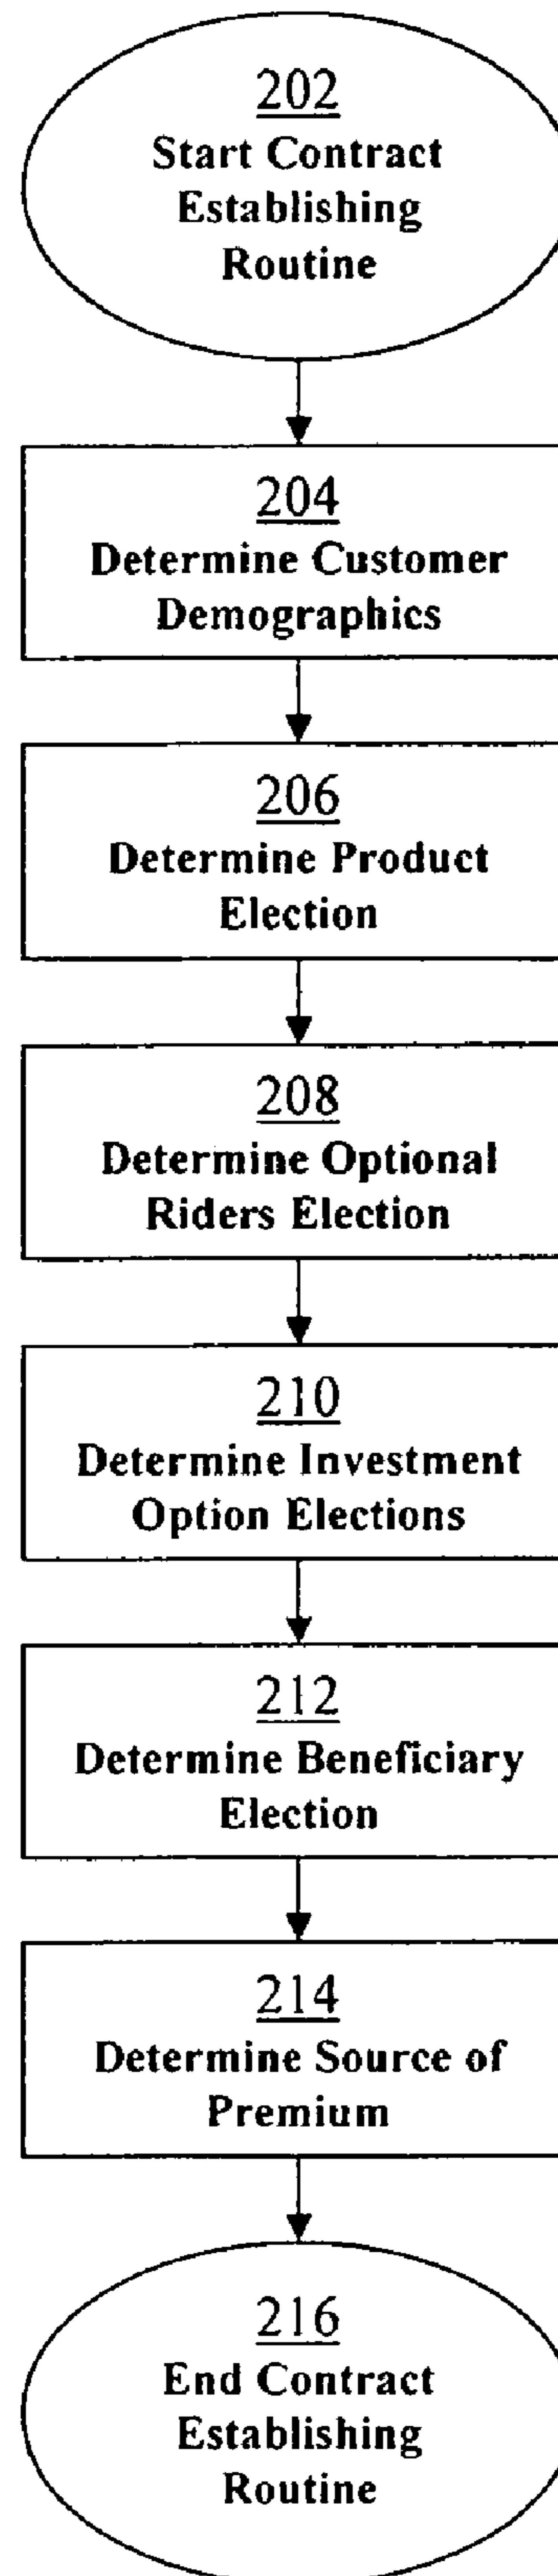 202
Start Contract
Establishing
Routine
204
Determine Customer
Demographics
206
Determine Product
Election
208
Determine Optional
Riders Election
210
Determine Investment
Option Elections
212
Determine Beneficiary
Election
214
Determine Source of
Premium
216
End Contract
Establishing
Routine